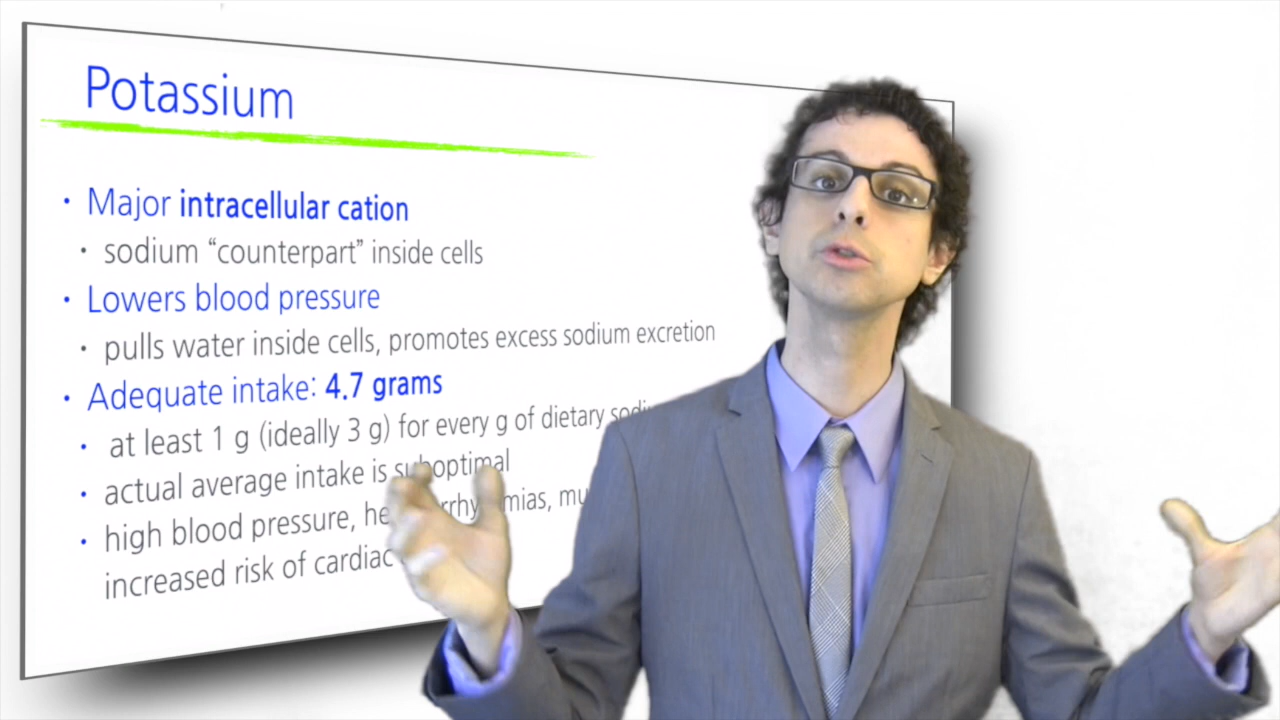 Potassium
• Major intracellular cation
• sodium “counterpart” inside cells
• Lowers blood pressure
• pulls water inside cells, promotes excess sodium excretion
• Adequate intake: 4.7 grams
• at least 1 g (ideally 3 g) for every g of dietary
• actual average intake is suboptimal
• high blood pressure,
increased risk of cardiac